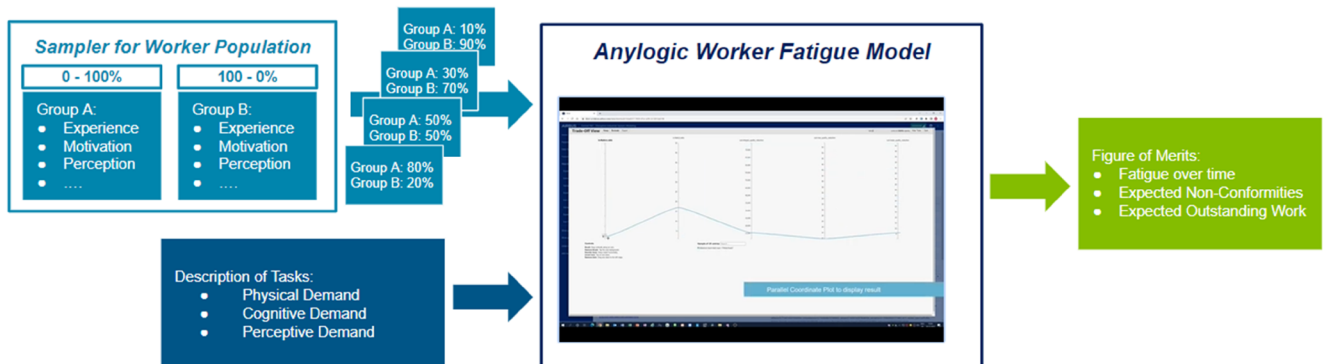 Sampler for Worker Population
0 - 100%
100 - 0%
Group A:
● Experience
● Motivation
● Perception
● ....
Group B:
● Experience
● Motivation
● Perception
● ....
Group A: 10%
Group B: 90%
Group A: 30%
Group B: 70%
Group A: 50%
Group B: 50%
Group A: 80%
Group B: 20%
Description of Tasks:
● Physical Demand
● Cognitive Demand
● Perceptive Demand
Anylogic Worker Fatigue Model
Trade-Off View
Parallel Coordinate Plot to display result
Figure of Merits:
● Fatigue over time
● Expected Non-Conformities
● Expected Outstanding Work